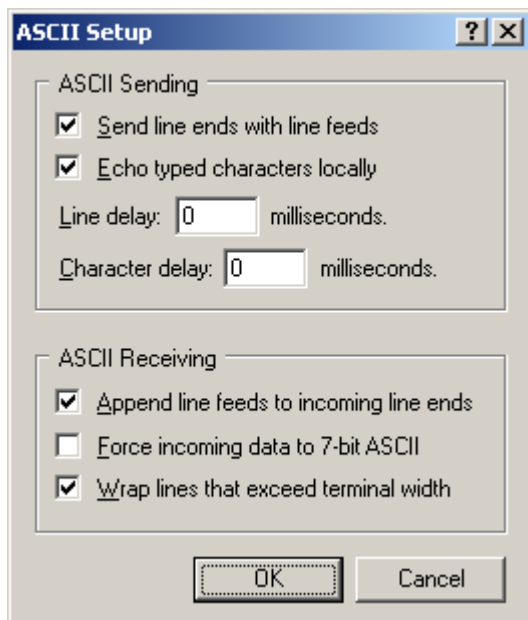 ASCII Setup
ASCII Sending
Send line ends with line feeds
Echo typed characters locally
Line delay: 0 milliseconds.
Character delay: 0 milliseconds.
ASCII Receiving
Append line feeds to incoming line ends
Force incoming data to 7-bit ASCII
Wrap lines that exceed terminal width
OK Cancel